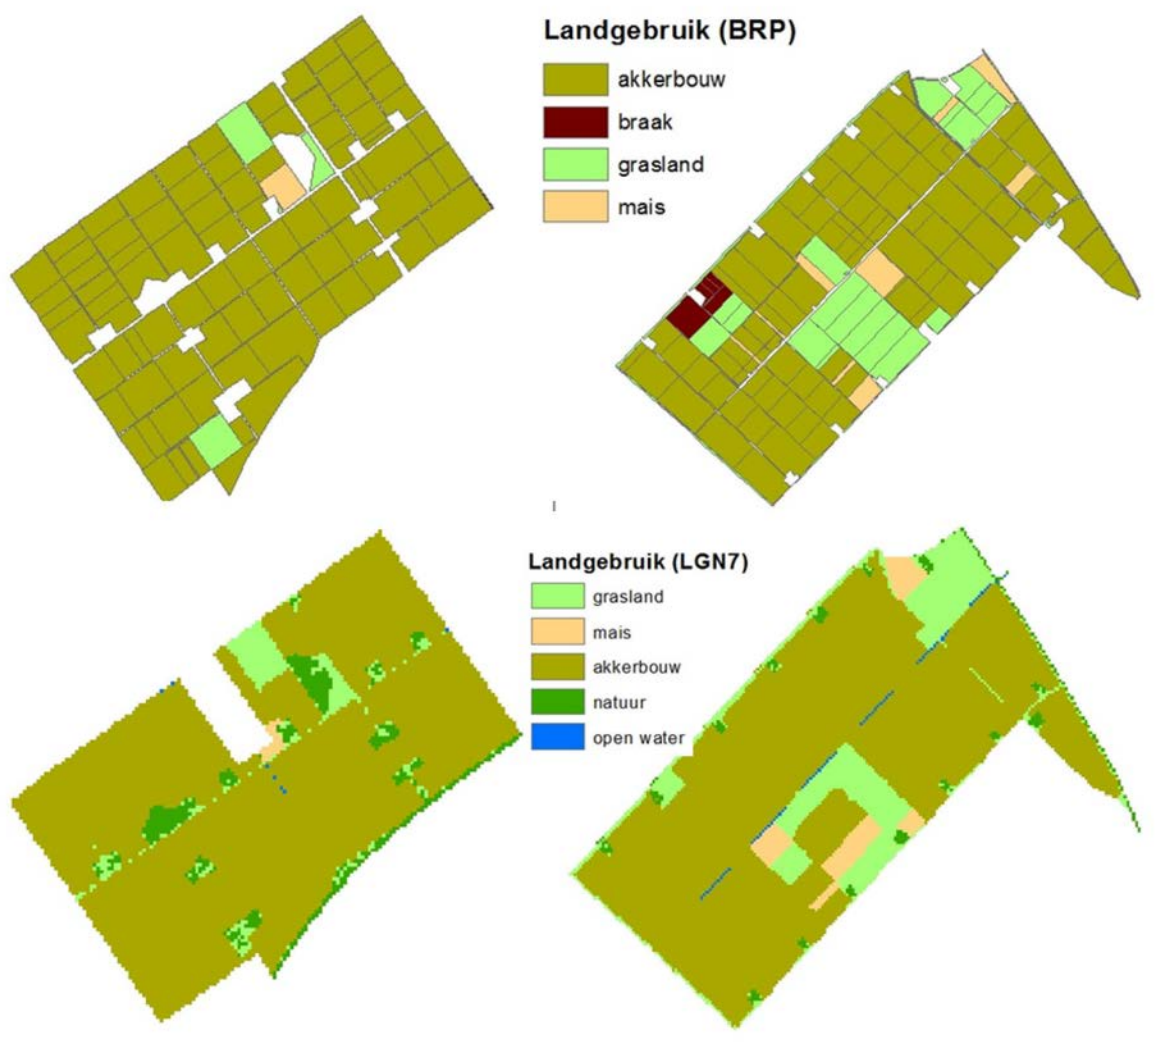 Landgebruik (BRP)
akkerbouw
braak
grasland
mais
Landgebruik (LGN7)
grasland
mais
akkerbouw
natuur
open water